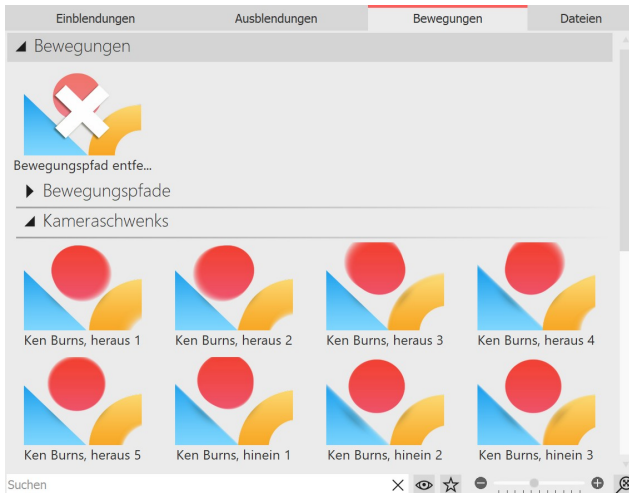 Einblendungen Ausblendungen Bewegungen Dateien
Bewegungen
Bewegungspfad entfe...
Bewegungspfade
Kameraschwenks
Ken Burns, heraus 1 Ken Burns, heraus 2 Ken Burns, heraus 3 Ken Burns, heraus 4
Ken Burns, heraus 5 Ken Burns, hinein 1 Ken Burns, hinein 2 Ken Burns, hinein 3
Suchen